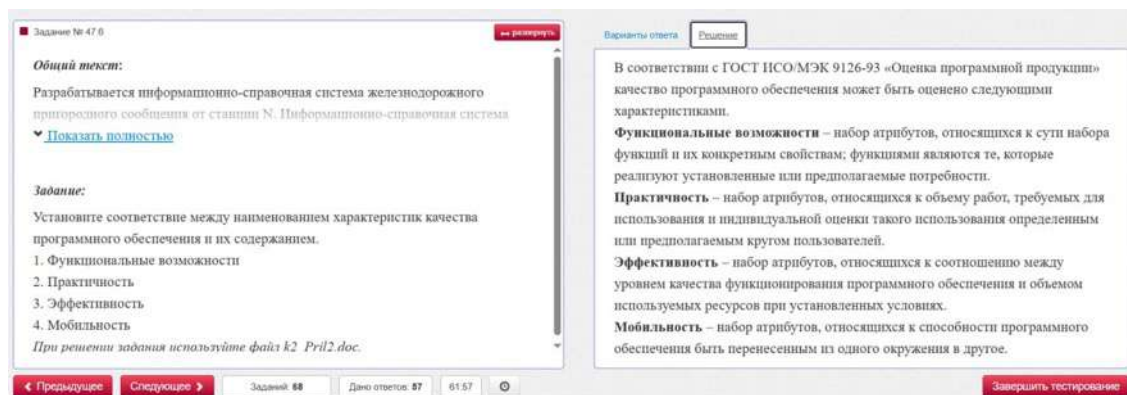 Задание № 47.6
развернуть
Общий текст:
Разрабатывается информационно-справочная система железнодорожного
пригородного сообщения от станции N. Информационно-справочная система
Показать полностью
Задание:
Установите соответствие между наименованием характеристик качества
программного обеспечения и их содержанием.
1. Функциональные возможности
2. Практичность
3. Эффективность
4. Мобильность
При решении задания используйте файл k2_Pril2.doc.
Предыдущее
Следующее
Заданий: 68
Дано ответов: 57
61:57
Варианты ответа
Решение
В соответствии с ГОСТ ИСО/МЭК 9126-93 «Оценка программной продукции»
качество программного обеспечения может быть оценено следующими
характеристиками.
Функциональные возможности – набор атрибутов, относящихся к сути набора
функций и их конкретным свойствам; функциями являются те, которые
реализуют установленные или предполагаемые потребности.
Практичность – набор атрибутов, относящихся к объему работ, требуемых для
использования и индивидуальной оценки такого использования определенным
или предполагаемым кругом пользователей.
Эффективность – набор атрибутов, относящихся к соотношению между
уровнем качества функционирования программного обеспечения и объемом
используемых ресурсов при установленных условиях.
Мобильность – набор атрибутов, относящихся к способности программного
обеспечения быть перенесенным из одного окружения в другое.
Завершить тестирование